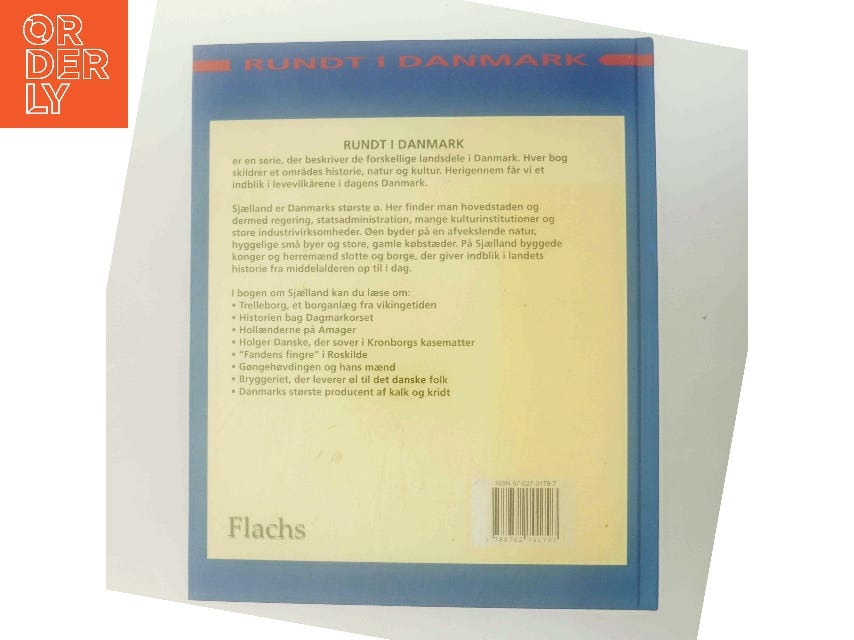 OR
DER
LY
RUNDT I DANMARK
RUNDT I DANMARK
er en serie, der beskriver de forskellige landsdele i Danmark. Hver bog
skildrer et områdes historie, natur og kultur. Herigennem får vi et
indblik i levevilkårene i dagens Danmark.
Sjælland er Danmarks største ø. Her finder man hovedstaden og
dermed regering, statsadministration, mange kulturinstitutioner og
store industrivirksomheder. Øen byder på en afvekslende natur,
hyggelige små byer og store, gamle købstæder. På Sjælland byggede
konger og herremænd slotte og borge, der giver indblik i landets
historie fra middelalderen op til i dag.
I bogen om Sjælland kan du læse om:
• Trelleborg, et borganlæg fra vikingetiden
• Historien bag Dagmarkorset
• Hollænderne på Amager
• Holger Danske, der sover i Kronborgs kasematter
• "Fandens fingre" i Roskilde
• Gøngehøvdingen og hans mænd
• Bryggeriet, der leverer øl til det danske folk
• Danmarks største producent af kalk og kridt
Flachs
ISBN